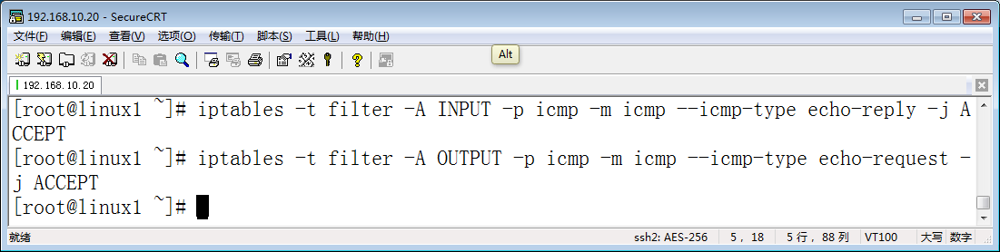 192.168.10.20 - SecureCRT
文件(F) 编辑(E) 查看(V) 选项(O) 传输(T) 脚本(S) 工具(L) 帮助(H)
Alt
192.168.10.20
[root@linux1 ~]# iptables -t filter -A INPUT -p icmp -m icmp --icmp-type echo-reply -j A
CCEPT
[root@linux1 ~]# iptables -t filter -A OUTPUT -p icmp -m icmp --icmp-type echo-request -
j ACCEPT
[root@linux1 ~]#
就绪 ssh2: AES-256 5, 18 5 行, 88 列 VT100 大写 数字